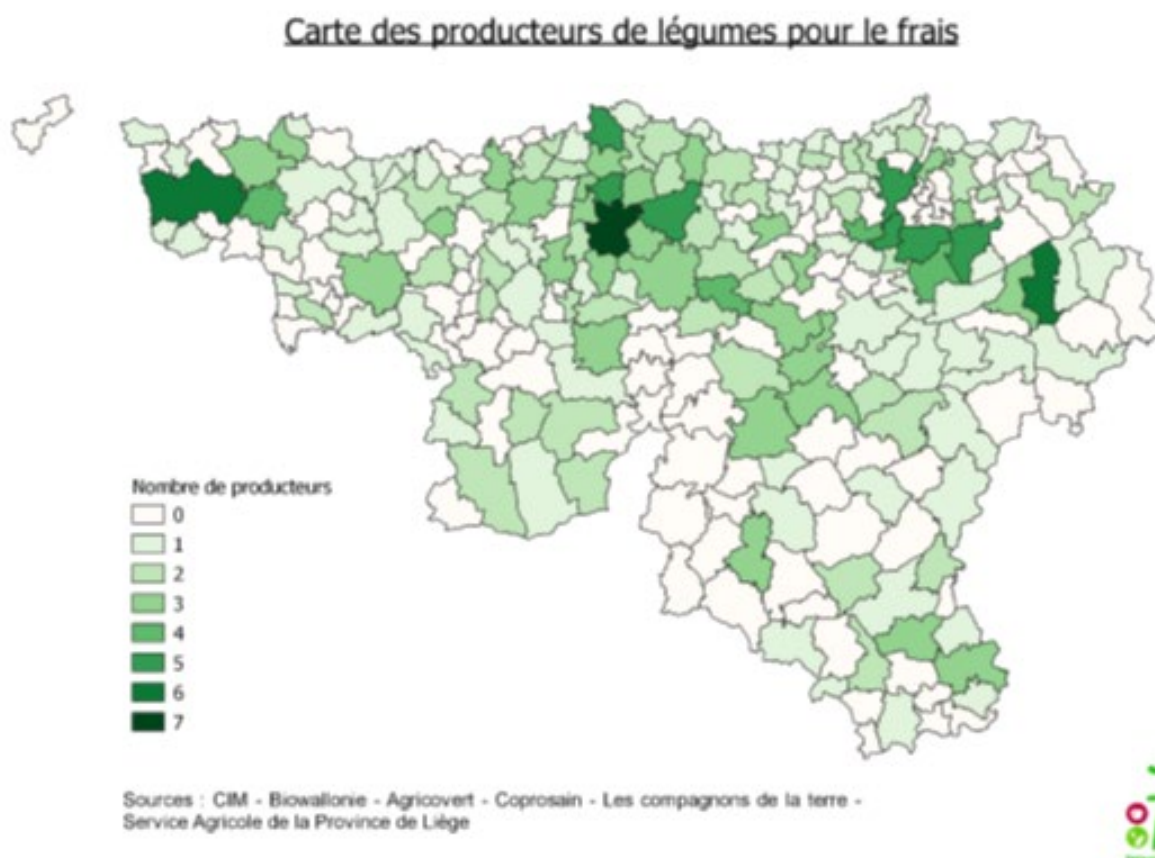 Carte des producteurs de légumes pour le frais
Nombre de producteurs
0
1
2
3
4
5
6
7
Sources : CIM - Biowallonie - Agricovert - Coprosain - Les compagnons de la terre -
Service Agricole de la Province de Liège